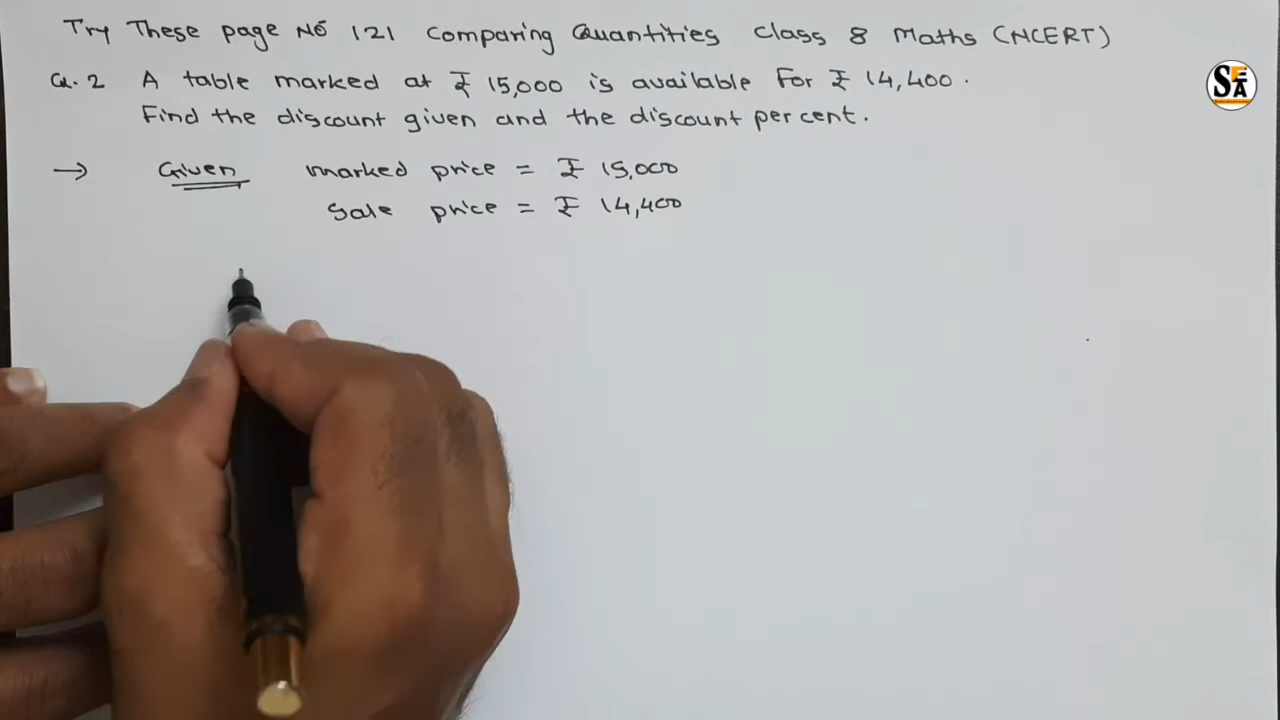 Try These page No 121 Comparing Quantities Class 8 Maths (NCERT)
Q. 2 A table marked at ₹ 15,000 is available for ₹ 14,400.
Find the discount given and the discount per cent.
→ Given marked price = ₹ 15,000
Sale price = ₹ 14,400